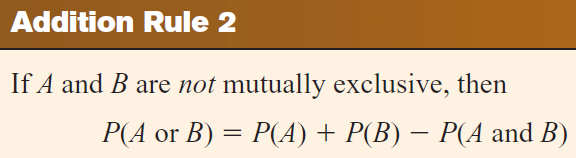 Addition Rule 2
If A and B are not mutually exclusive, then
P(A or B) = P(A) + P(B) − P(A and B)